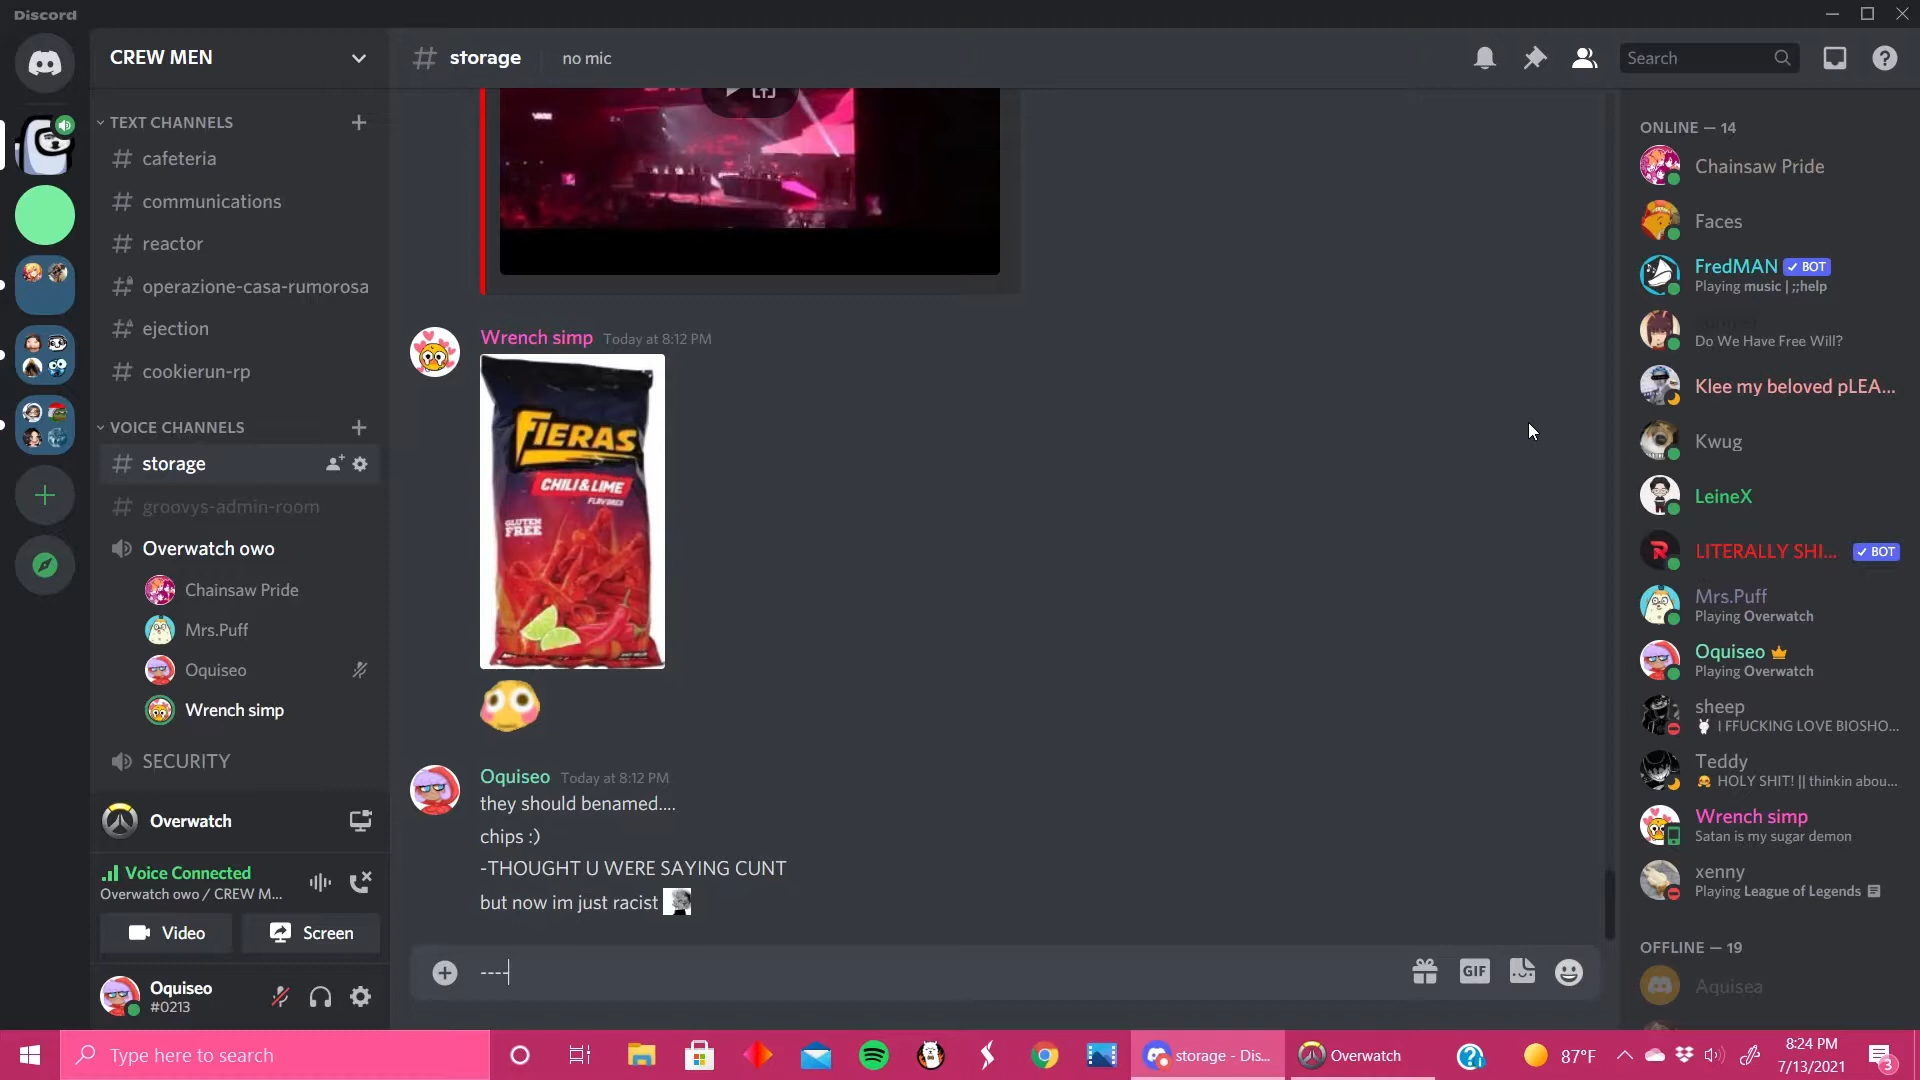 Discord
CREW MEN
storage
no mic
Search
TEXT CHANNELS
cafeteria
communications
reactor
operazione-casa-rumorosa
ejection
cookierun-rp
VOICE CHANNELS
storage
groovys-admin-room
Overwatch owo
Chainsaw Pride
Mrs.Puff
Oquiseo
Wrench simp
SECURITY
Overwatch
Voice Connected
Overwatch owo / CREW M...
Video
Screen
Oquiseo
#0213
Wrench simp Today at 8:12 PM
FIERAS
CHILI & LIME
FLAVORED
GLUTEN
FREE
Oquiseo Today at 8:12 PM
they should benamed....
chips :)
-THOUGHT U WERE SAYING CUNT
but now im just racist
----
GIF
ONLINE — 14
Chainsaw Pride
Faces
FredMAN ✓ BOT
Playing music | ;;help
Do We Have Free Will?
Klee my beloved pLEA...
Kwug
LeineX
LITERALLY SHI... ✓ BOT
Mrs.Puff
Playing Overwatch
Oquiseo
Playing Overwatch
sheep
I FFUCKING LOVE BIOSHO...
Teddy
HOLY SHIT! || thinkin abou...
Wrench simp
Satan is my sugar demon
xenny
Playing League of Legends
OFFLINE — 19
Aquisea
Type here to search
storage - Dis...
Overwatch
87°F
8:24 PM
7/13/2021
3